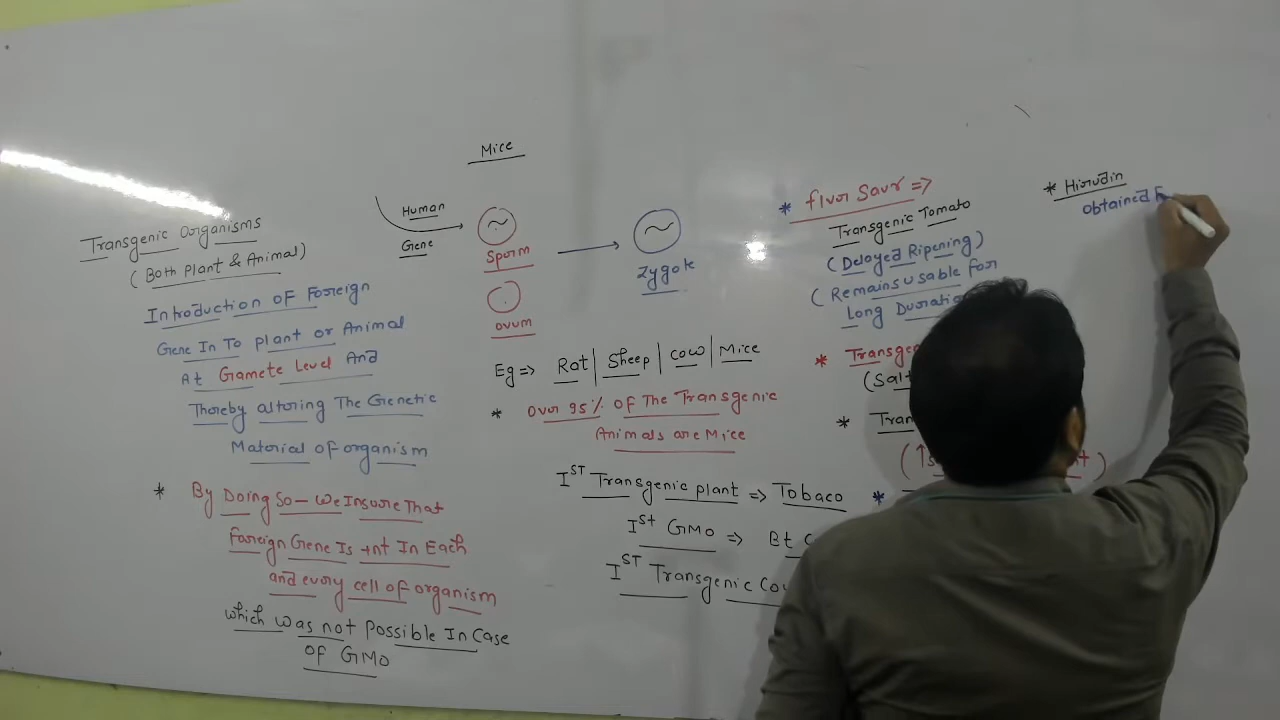 Transgenic Organisms
(Both Plant & Animal)
Introduction OF Foreign
Gene In To plant or Animal
At Gamete Level And
Thereby altering The Genetic
Material of organism
* By Doing So - We Insure That
Foreign Gene Is +nt In Each
and every cell of organism
which was not Possible In Case
of GMO
Mice
Human
Gene
Sperm
ovum
Zygote
Eg => Rat | Sheep | Cow | Mice
* Over 95% OF The Transgenic
Animals are Mice
Iˢᵀ Transgenic plant => Tobaco
Iˢᵗ GMO => Bt
Iˢᵀ Transgenic
* flvr Savr =>
Transgenic Tomato
(Delayed Ripening)
(Remains usable for
Long Duration
*
(Salt
*
(↑
*
* Hirudin
obtained